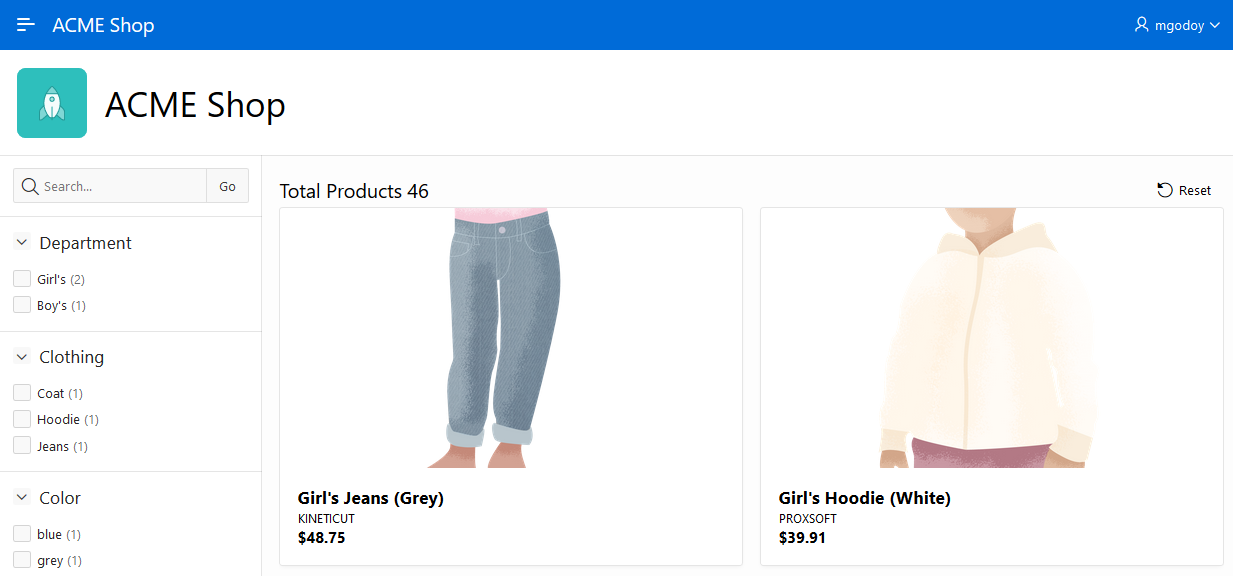 ACME Shop
mgodoy
ACME Shop
Search...
Go
Department
Girl's (2)
Boy's (1)
Clothing
Coat (1)
Hoodie (1)
Jeans (1)
Color
blue (1)
grey (1)
Total Products 46
Reset
Girl's Jeans (Grey)
KINETICUT
$48.75
Girl's Hoodie (White)
PROXSOFT
$39.91